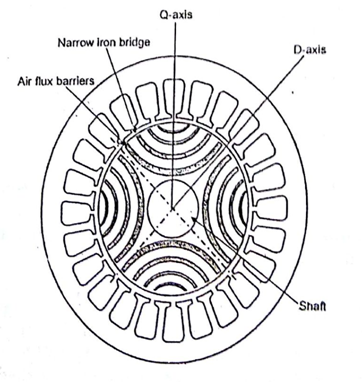 Q-axis
Narrow iron bridge
D-axis
Air flux barriers
Shaft